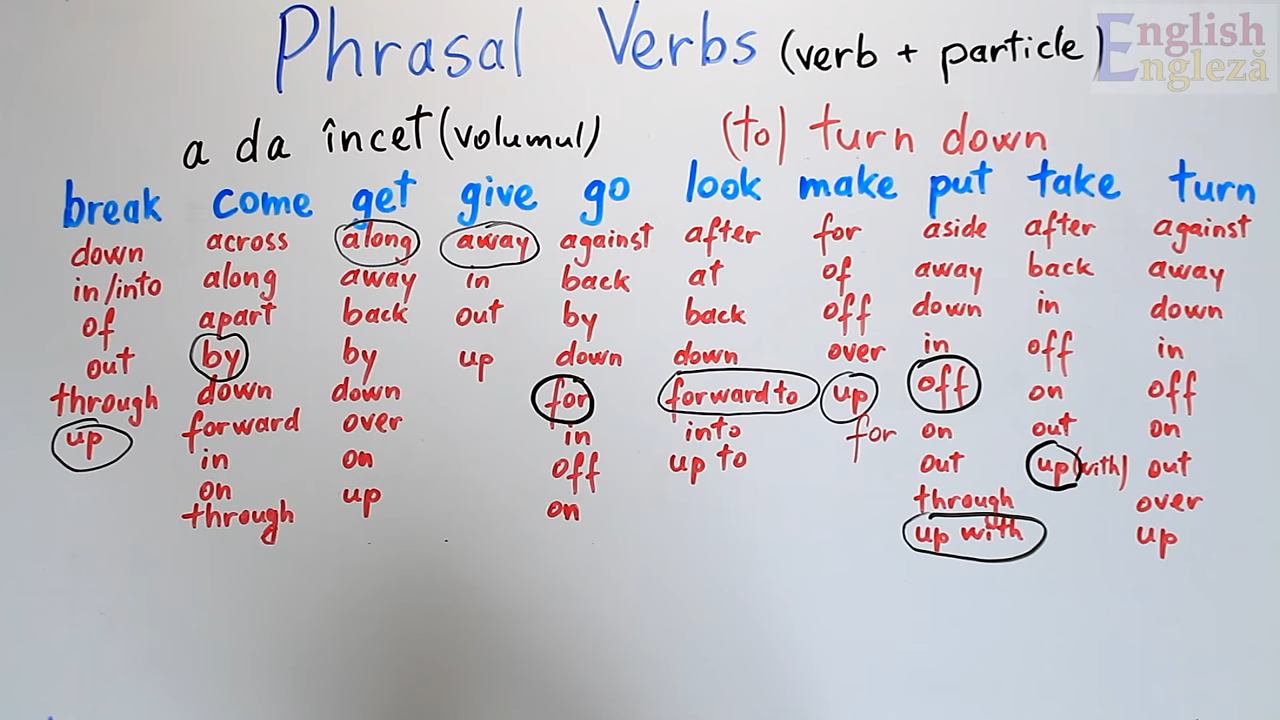 Phrasal Verbs (verb + particle)
English
Engleză
a da încet (volumul) (to) turn down
break come get give go look make put take turn
down across along away against after for aside after against
in/into along away in back at of away back away
of apart back out by back off down in down
out by by up down down over in off in
through down down for forward to up off on off
up forward over in into for on out on
in on off up to out up (with) out
on up on through over
through up with up